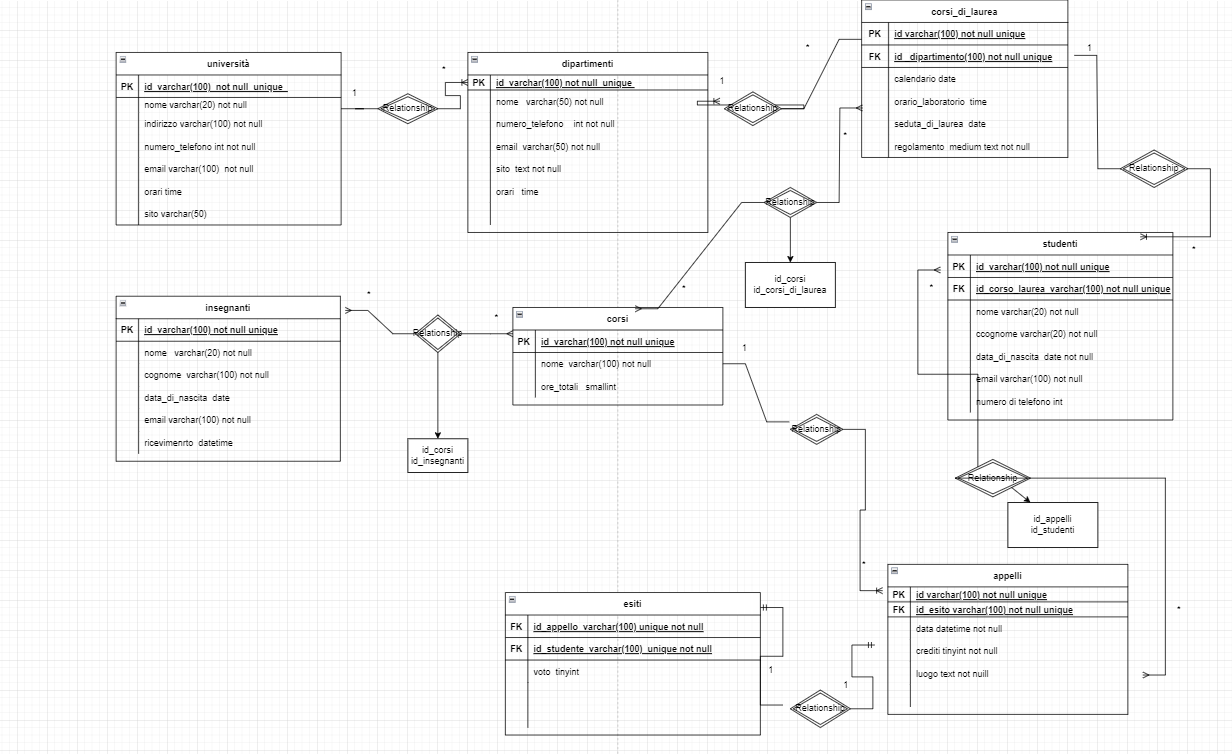 corsi_di_laurea
PK id varchar(100) not null unique
FK id_dipartimento(100) not null unique
calendario date
orario_laboratorio time
seduta_di_laurea date
regolamento medium text not null
università
PK id_varchar(100) not null unique
nome varchar(20) not null
indirizzo varchar(100) not null
numero_telefono int not null
email varchar(100) not null
orari time
sito varchar(50)
1
Relationship
*
dipartimenti
PK id_varchar(100) not null unique
nome varchar(50) not null
numero_telefono int not null
email varchar(50) not null
sito text not null
orari time
1
Relationship
*
1
Relationship
*
*
Relationship
*
id_corsi
id_corsi_di_laurea
studenti
PK id_varchar(100) not null unique
FK id_corso_laurea_varchar(100) not null unique
nome varchar(20) not null
ccognome varchar(20) not null
data_di_nascita date not null
email varchar(100) not null
numero di telefono int
*
insegnanti
PK id_varchar(100) not null unique
nome varchar(20) not null
cognome varchar(100) not null
data_di_nascita date
email varchar(100) not null
ricevimenrto datetime
*
Relationship
*
id_corsi
id_insegnanti
corsi
PK id_varchar(100) not null unique
nome varchar(100) not null
ore_totali smallint
1
Relationship
*
Relationship
id_appelli
id_studenti
*
appelli
PK id varchar(100) not null unique
FK id_esito varchar(100) not null unique
data datetime not null
crediti tinyint not null
luogo text not nuill
esiti
FK id_appello_varchar(100) unique not null
FK id_studente_varchar(100)_unique not null
voto tinyint
1
Relationship
1